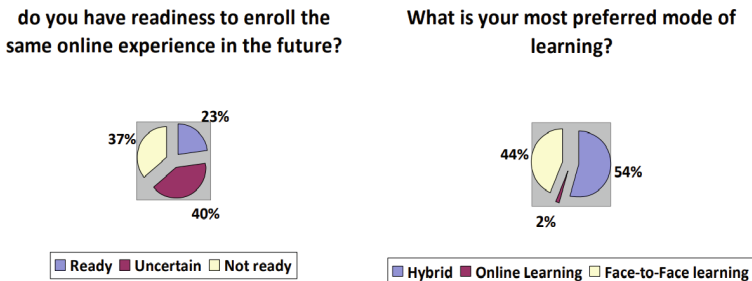 do you have readiness to enroll the
same online experience in the future?
23%
37%
40%
Ready Uncertain Not ready
What is your most preferred mode of
learning?
44%
54%
2%
Hybrid Online Learning Face-to-Face learning